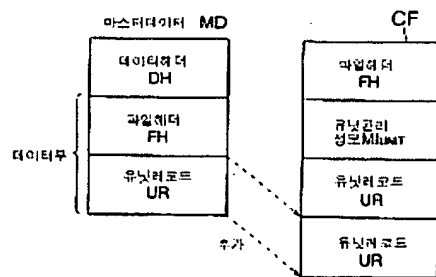 마스터데이터 MD
데이터헤더
DH
파일헤더
FH
유닛레코드
UR
데이터부
추가
CF
파일헤더
FH
유닛관리
정보MIUNIT
유닛레코드
UR
유닛레코드
UR